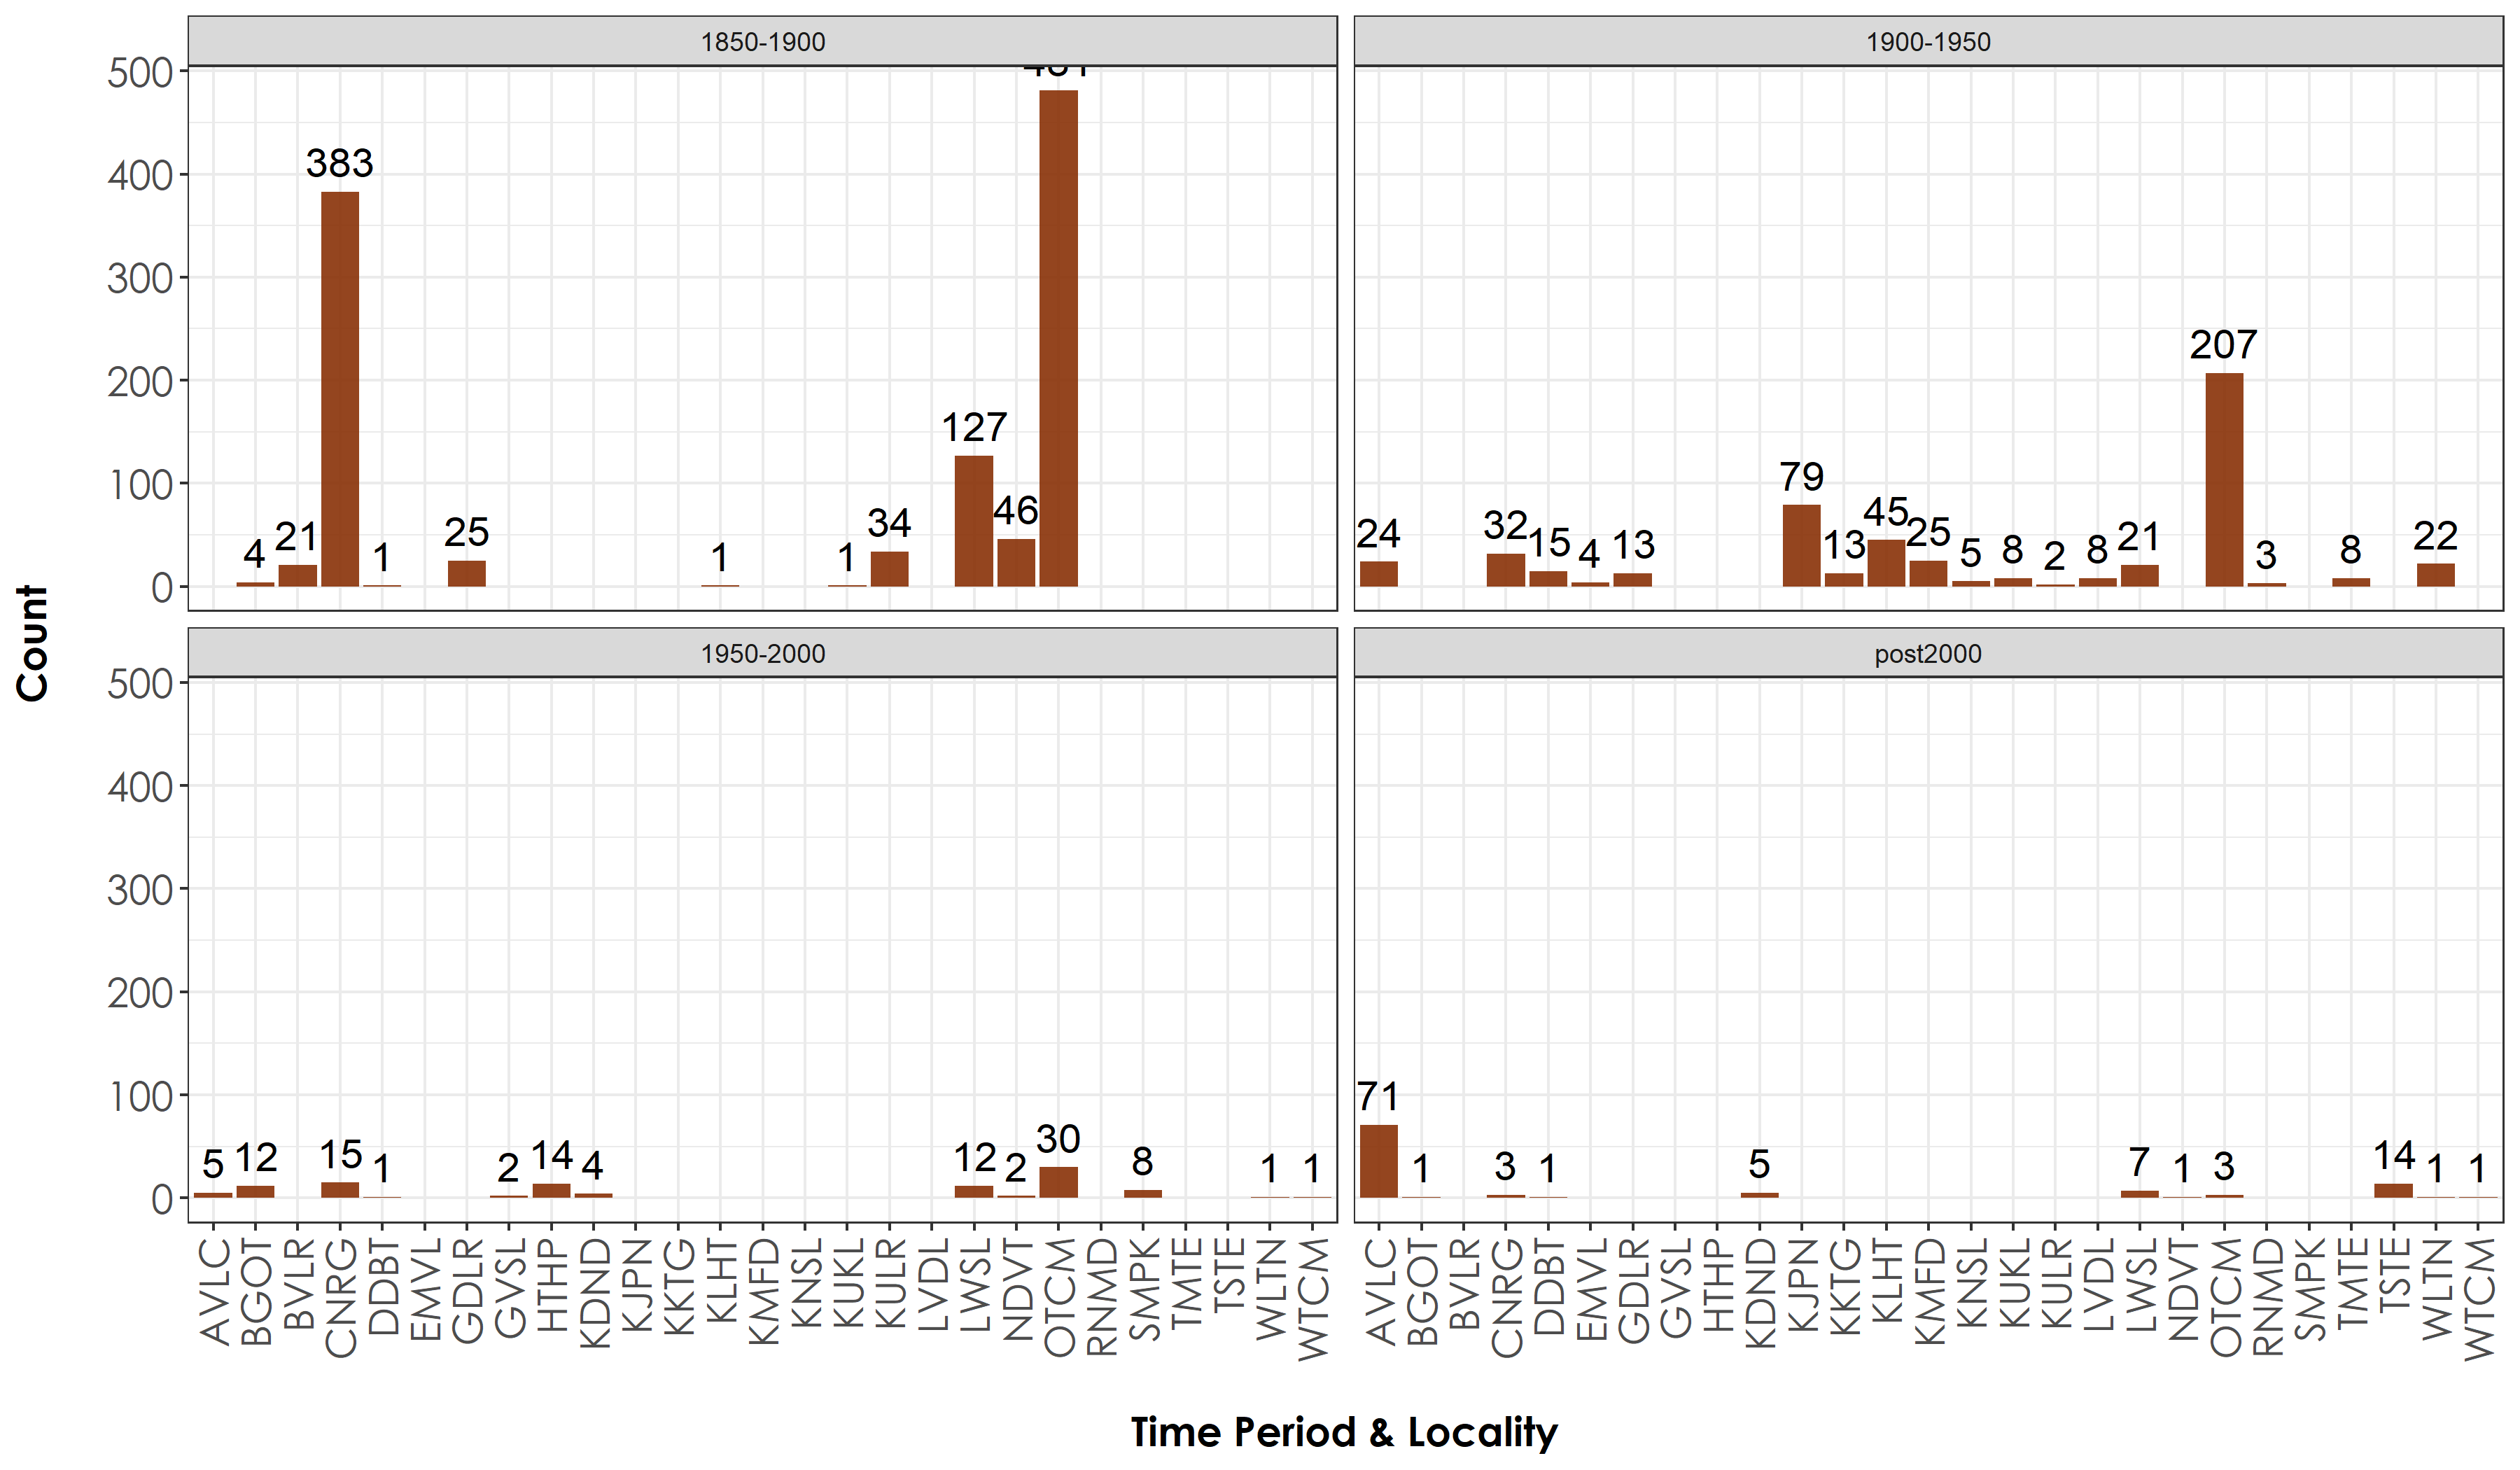 1850-1900
1900-1950
500
400
300
200
100
0
4 21 383 1 25 1 1 34 127 46
24 32 15 4 13 79 13 45 25 5 8 2 8 21 207 3 8 22
Count
1950-2000
post2000
500
400
300
200
100
0
5 12 15 1 2 14 4 12 2 30 8 1 1
71 1 3 1 5 7 1 3 14 1 1
AVLC BGOT BVLR CNRG DDBT EMVL GDLR GVSL HTHP KDND KJPN KKTG KLHT KMFD KNSL KUKL KULR LVDL LWSL NDVT OTCM RNMD SMPK TMTE TSTE WLTN WTCM
AVLC BGOT BVLR CNRG DDBT EMVL GDLR GVSL HTHP KDND KJPN KKTG KLHT KMFD KNSL KUKL KULR LVDL LWSL NDVT OTCM RNMD SMPK TMTE TSTE WLTN WTCM
Time Period & Locality